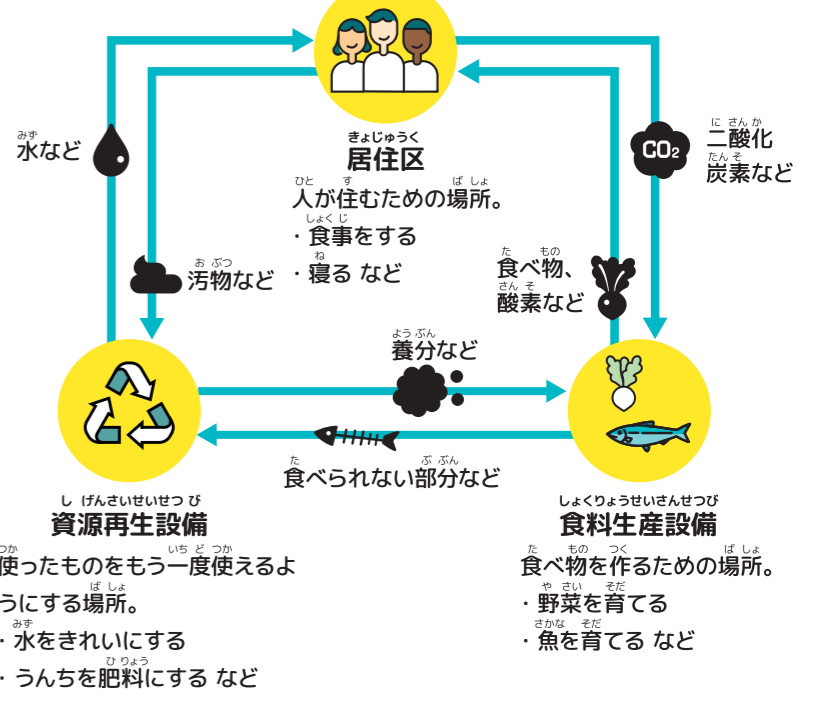 水など
居住区
人が住むための場所。
・食事をする
・寝る など
CO₂
二酸化
炭素など
汚物など
食べ物、
酸素など
養分など
食べられない部分など
資源再生設備
使ったものをもう一度使えるよ
うにする場所。
・水をきれいにする
・うんちを肥料にする など
食料生産設備
食べ物を作るための場所。
・野菜を育てる
・魚を育てる など